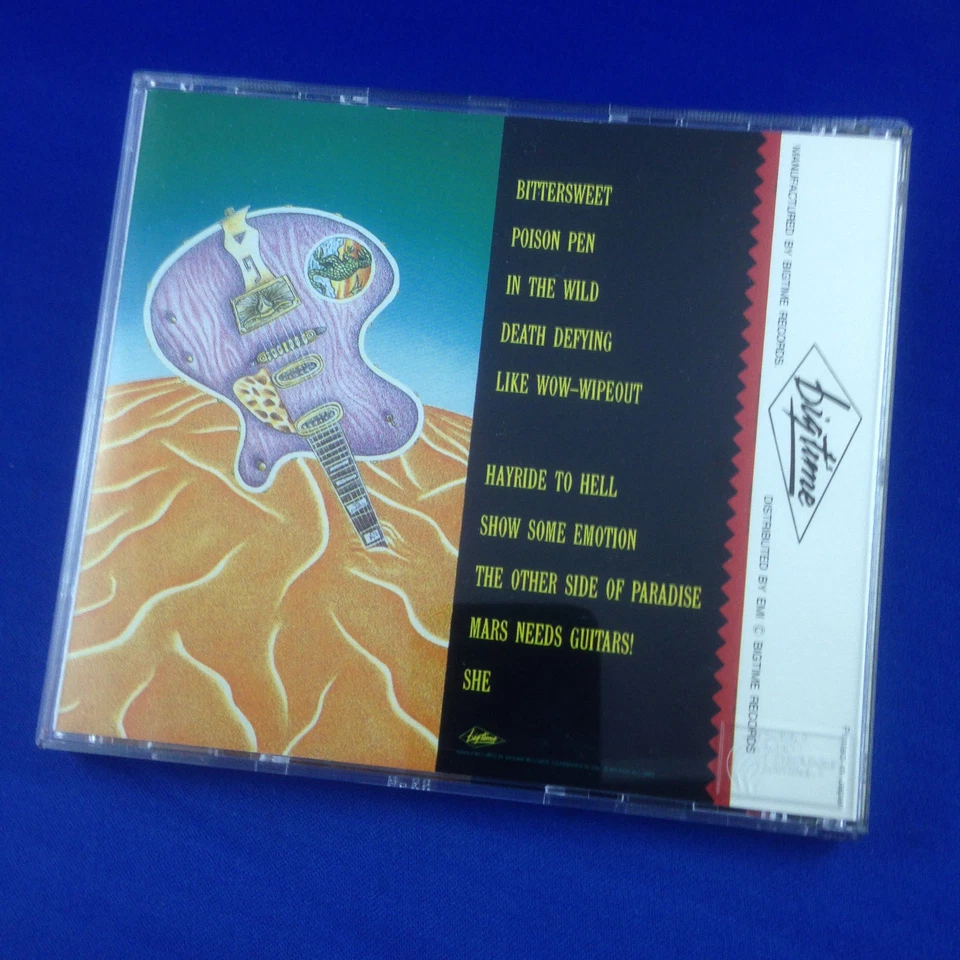 BITTERSWEET
POISON PEN
IN THE WILD
DEATH DEFYING
LIKE WOW–WIPEOUT
HAYRIDE TO HELL
SHOW SOME EMOTION
THE OTHER SIDE OF PARADISE
MARS NEEDS GUITARS!
SHE
bigtime
MANUFACTURED BY BIGTIME RECORDS.
bigtime
DISTRIBUTED BY EMI © BIGTIME RECORDS